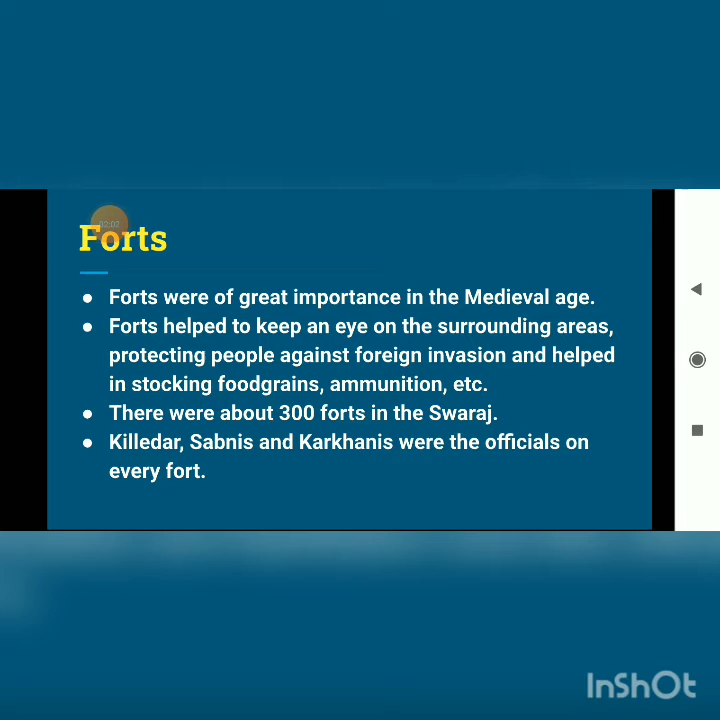 02:02
Forts
● Forts were of great importance in the Medieval age.
● Forts helped to keep an eye on the surrounding areas,
protecting people against foreign invasion and helped
in stocking foodgrains, ammunition, etc.
● There were about 300 forts in the Swaraj.
● Killedar, Sabnis and Karkhanis were the officials on
every fort.
InShOt